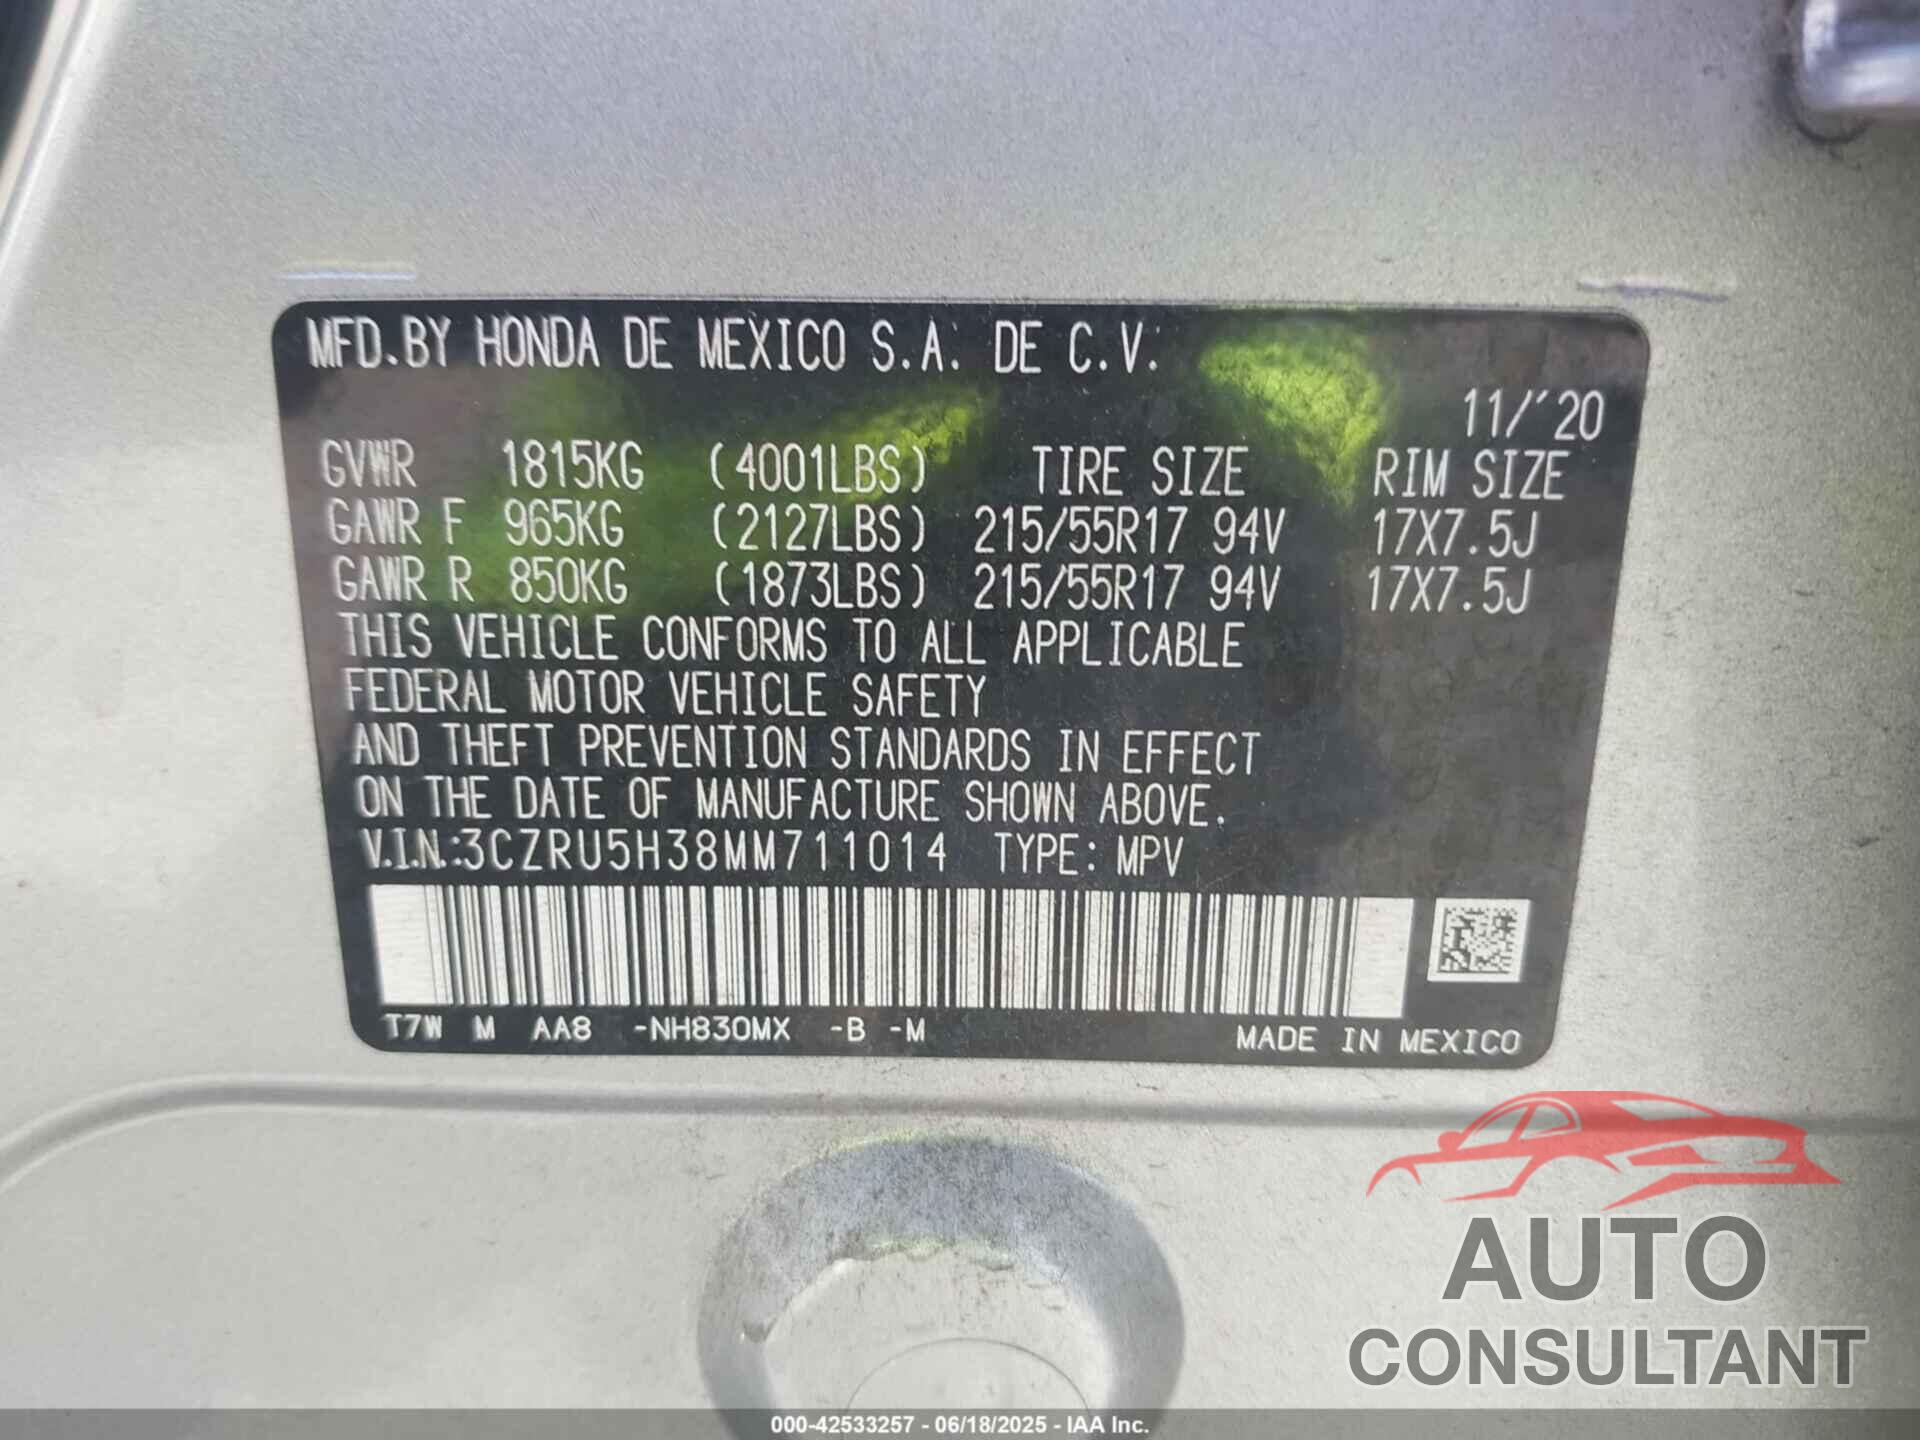 MFD.BY HONDA DE MEXICO S.A. DE C.V.
11/'20
GVWR 1815KG (4001LBS) TIRE SIZE RIM SIZE
GAWR F 965KG (2127LBS) 215/55R17 94V 17X7.5J
GAWR R 850KG (1873LBS) 215/55R17 94V 17X7.5J
THIS VEHICLE CONFORMS TO ALL APPLICABLE
FEDERAL MOTOR VEHICLE SAFETY
AND THEFT PREVENTION STANDARDS IN EFFECT
ON THE DATE OF MANUFACTURE SHOWN ABOVE.
V.I.N.:3CZRU5H38MM711014 TYPE: MPV
T7W M AA8 -NH830MX -B -M MADE IN MEXICO
AUTO
CONSULTANT
000-42533257 - 06/18/2025 - IAA Inc.